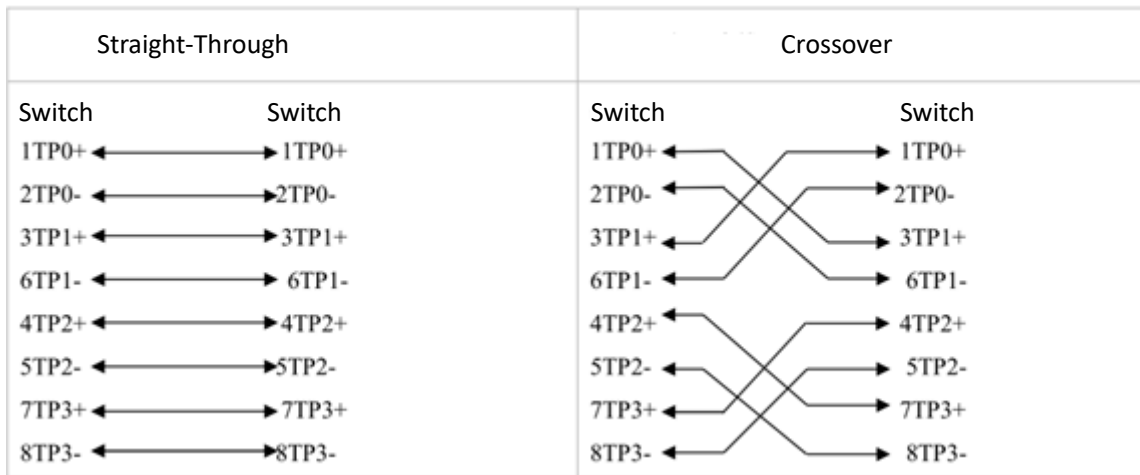 Straight-Through Crossover
Switch Switch Switch Switch
1TP0+ 1TP0+ 1TP0+ 1TP0+
2TP0- 2TP0- 2TP0- 2TP0-
3TP1+ 3TP1+ 3TP1+ 3TP1+
6TP1- 6TP1- 6TP1- 6TP1-
4TP2+ 4TP2+ 4TP2+ 4TP2+
5TP2- 5TP2- 5TP2- 5TP2-
7TP3+ 7TP3+ 7TP3+ 7TP3+
8TP3- 8TP3- 8TP3- 8TP3-